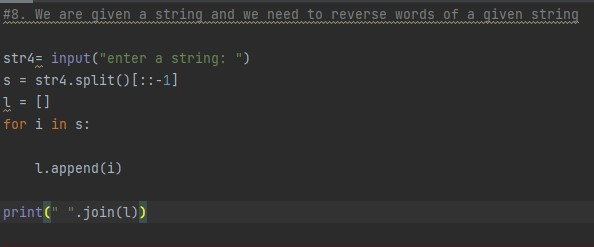 #8. We are given a string and we need to reverse words of a given string
str4= input("enter a string: ")
s = str4.split()[::-1]
l = []
for i in s:
    l.append(i)
print(" ".join(l))